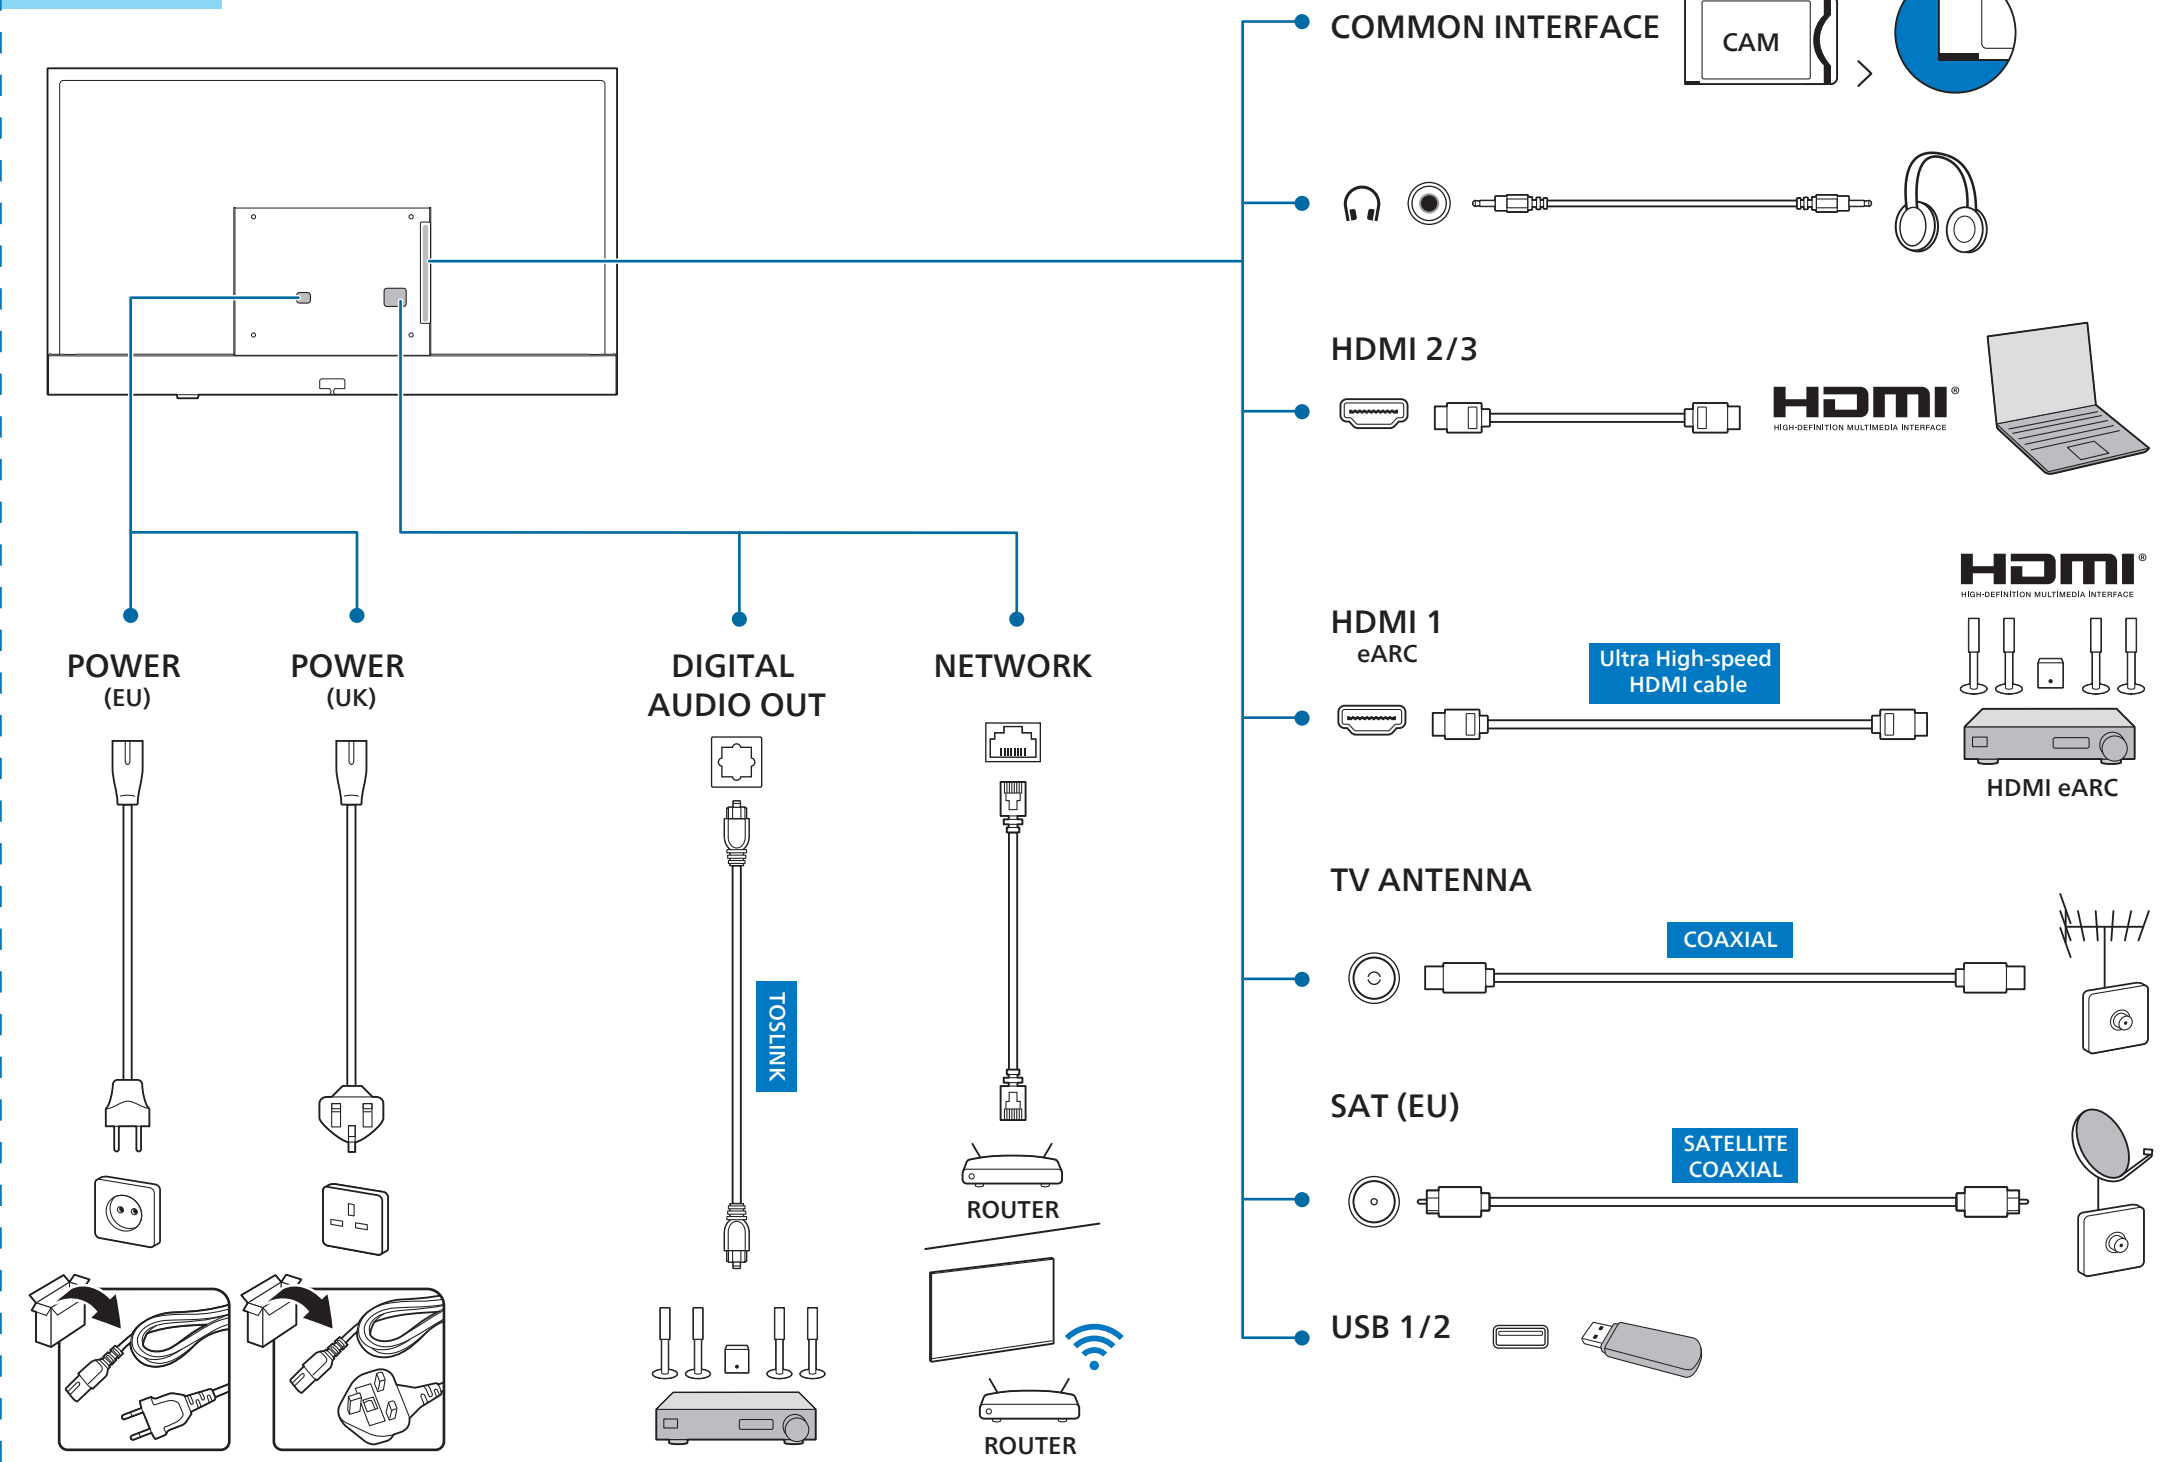 COMMON INTERFACE
CAM
HDMI 2/3
HDMI®
HIGH-DEFINITION MULTIMEDIA INTERFACE
HDMI®
HIGH-DEFINITION MULTIMEDIA INTERFACE
HDMI 1
eARC
Ultra High-speed
HDMI cable
HDMI eARC
POWER
(EU)
POWER
(UK)
DIGITAL
AUDIO OUT
NETWORK
TOSLINK
ROUTER
ROUTER
TV ANTENNA
COAXIAL
SAT (EU)
SATELLITE
COAXIAL
USB 1/2